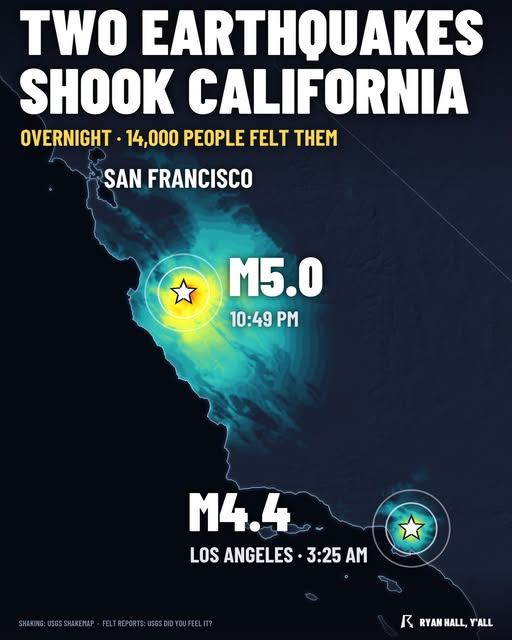 TWO EARTHQUAKES
SHOOK CALIFORNIA
OVERNIGHT · 14,000 PEOPLE FELT THEM
SAN FRANCISCO
M5.0
10:49 PM
M4.4
LOS ANGELES · 3:25 AM
SHAKING: USGS SHAKEMAP · FELT REPORTS: USGS DID YOU FEEL IT?
RYAN HALL, Y'ALL